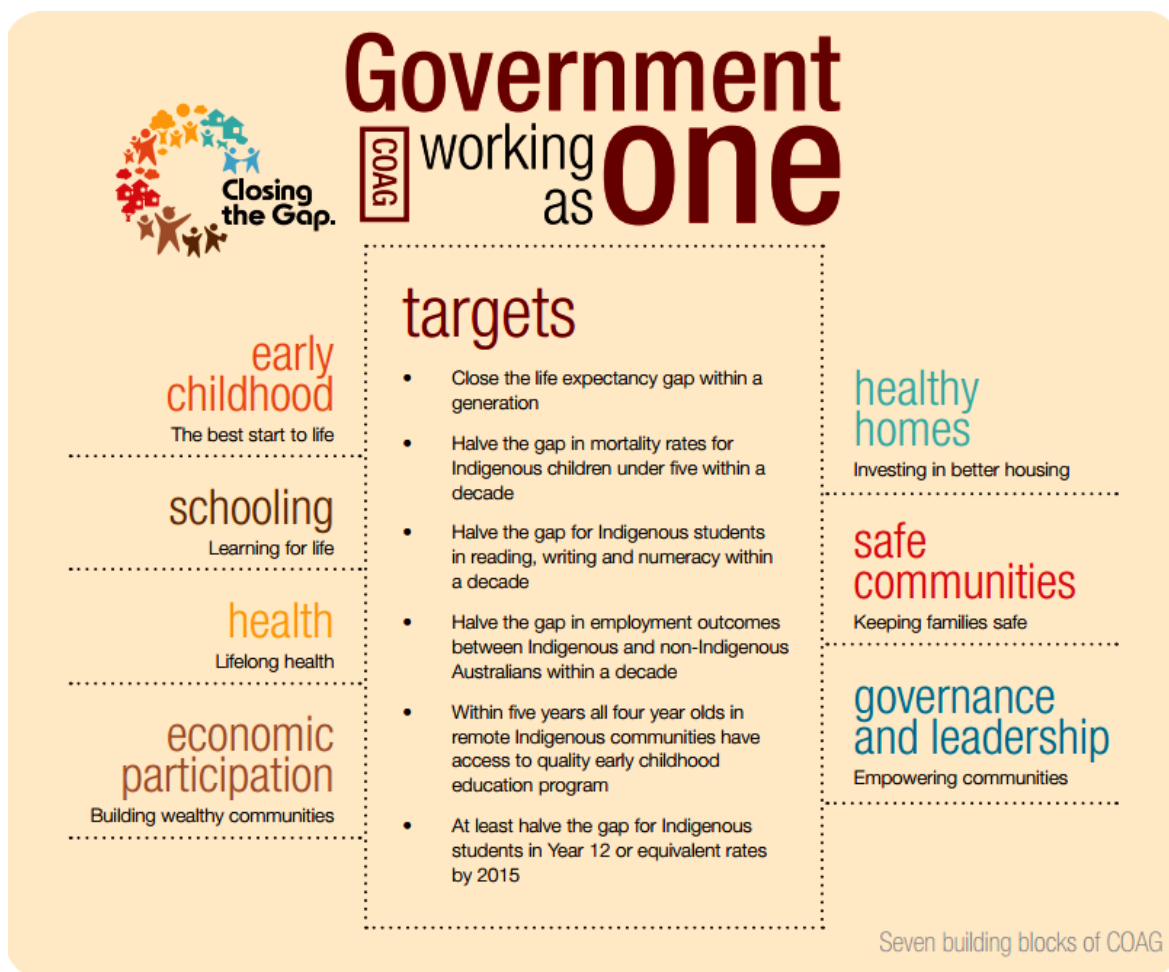 Government
COAG
working
as
one
Closing
the Gap.
early
childhood
The best start to life
schooling
Learning for life
health
Lifelong health
economic
participation
Building wealthy communities
targets
• Close the life expectancy gap within a
generation
• Halve the gap in mortality rates for
Indigenous children under five within a
decade
• Halve the gap for Indigenous students
in reading, writing and numeracy within
a decade
• Halve the gap in employment outcomes
between Indigenous and non-Indigenous
Australians within a decade
• Within five years all four year olds in
remote Indigenous communities have
access to quality early childhood
education program
• At least halve the gap for Indigenous
students in Year 12 or equivalent rates
by 2015
healthy
homes
Investing in better housing
safe
communities
Keeping families safe
governance
and leadership
Empowering communities
Seven building blocks of COAG